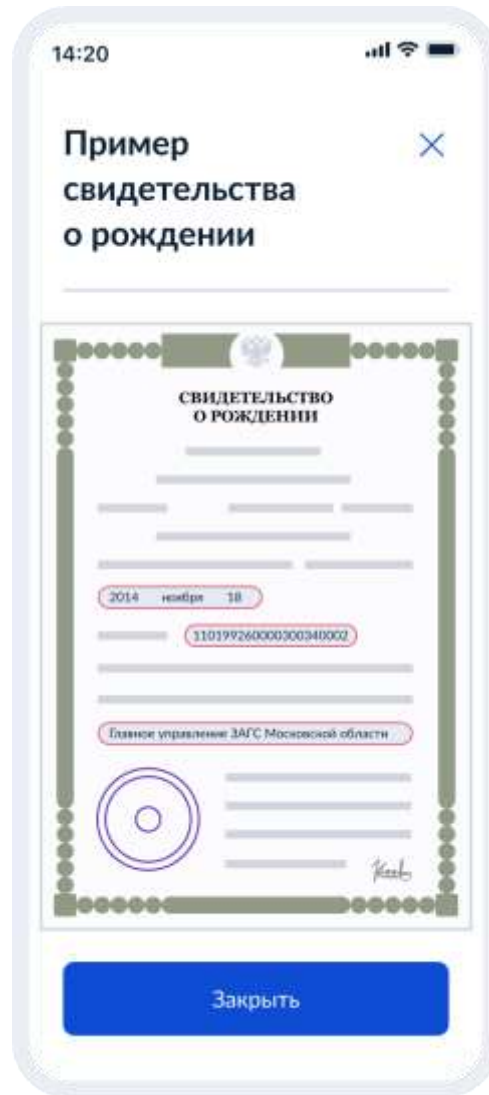 14:20
Пример
свидетельства
о рождении
СВИДЕТЕЛЬСТВО
О РОЖДЕНИИ
2014 ноября 18
110199260000300340002
Главное управление ЗАГС Московской области
Закрыть